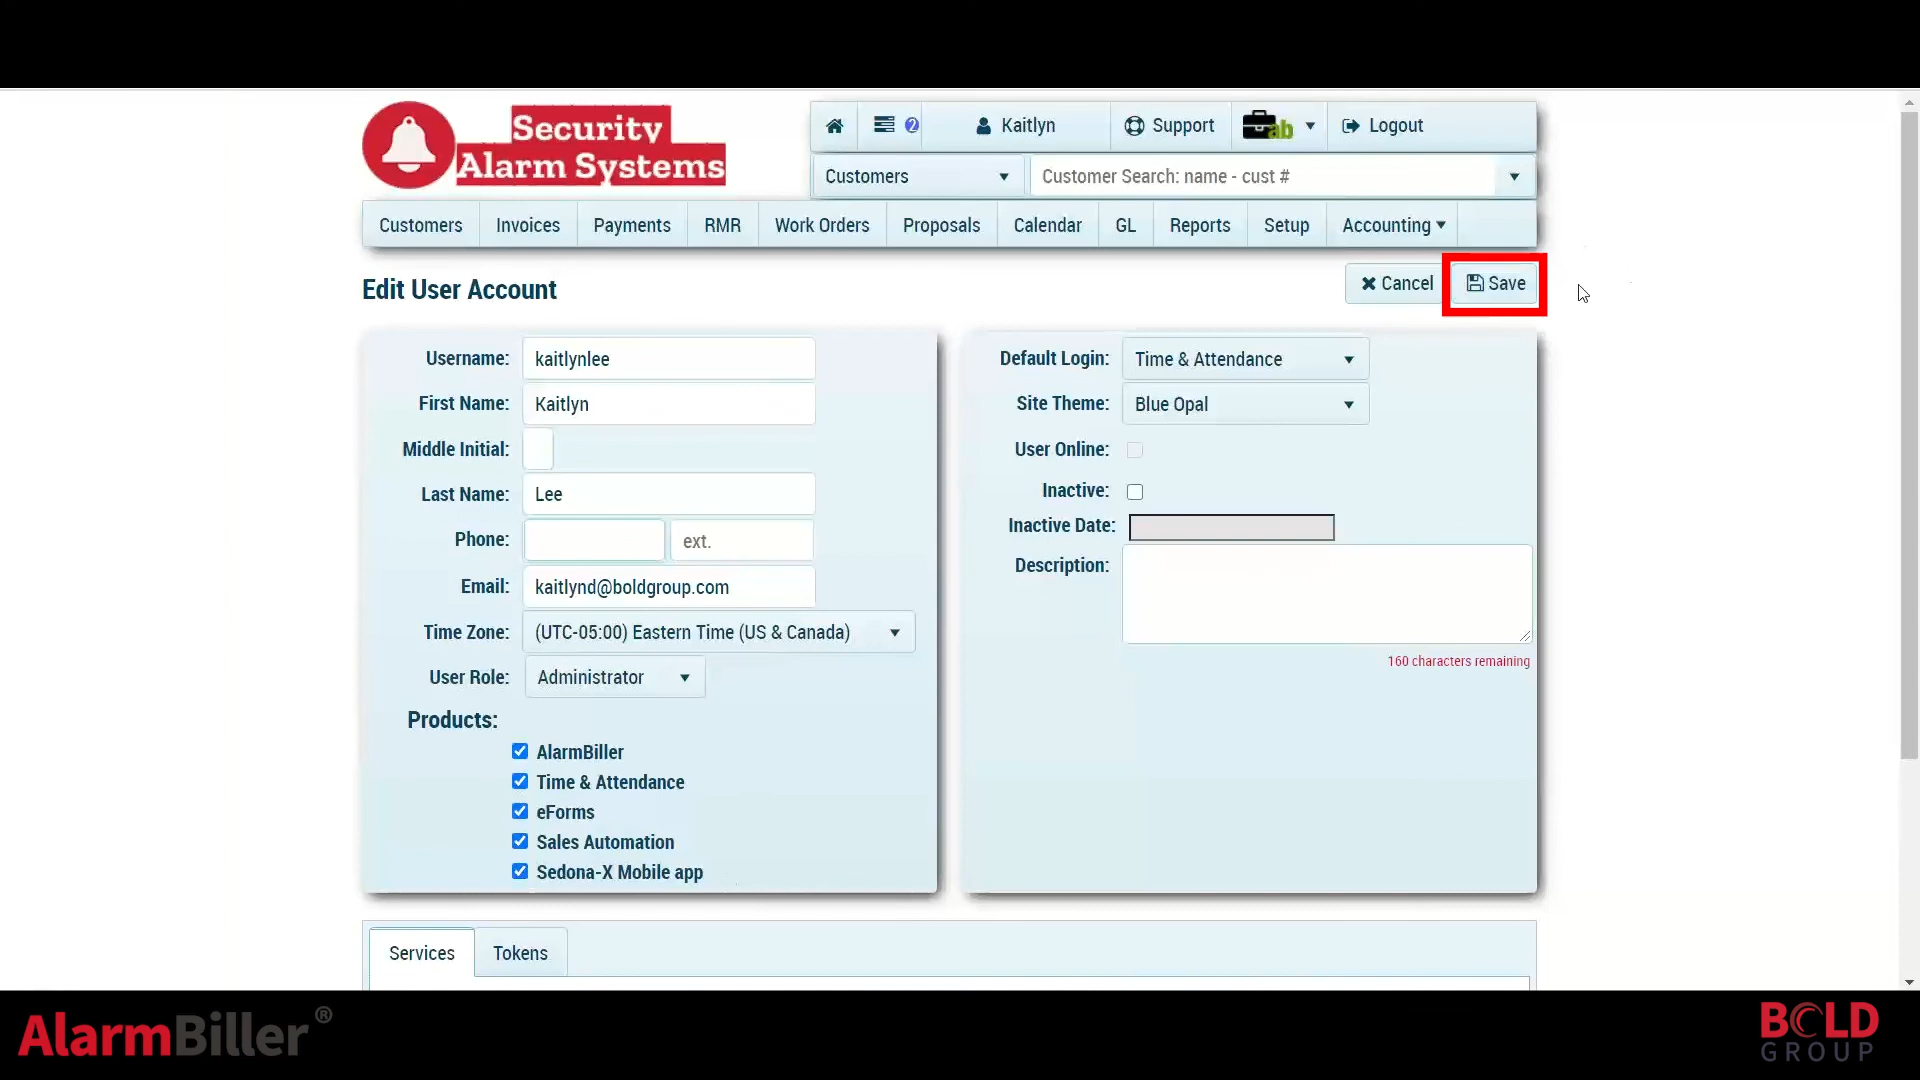 Security
Alarm Systems
2
Kaitlyn
Support
ab
Logout
Customers
Customer Search: name - cust #
Customers Invoices Payments RMR Work Orders Proposals Calendar GL Reports Setup Accounting
Edit User Account
Cancel
Save
Username: kaitlynlee
First Name: Kaitlyn
Middle Initial:
Last Name: Lee
Phone: ext.
Email: kaitlynd@boldgroup.com
Time Zone: (UTC-05:00) Eastern Time (US & Canada)
User Role: Administrator
Products:
AlarmBiller
Time & Attendance
eForms
Sales Automation
Sedona-X Mobile app
Default Login: Time & Attendance
Site Theme: Blue Opal
User Online:
Inactive:
Inactive Date:
Description:
160 characters remaining
Services Tokens
AlarmBiller®
BOLD
GROUP